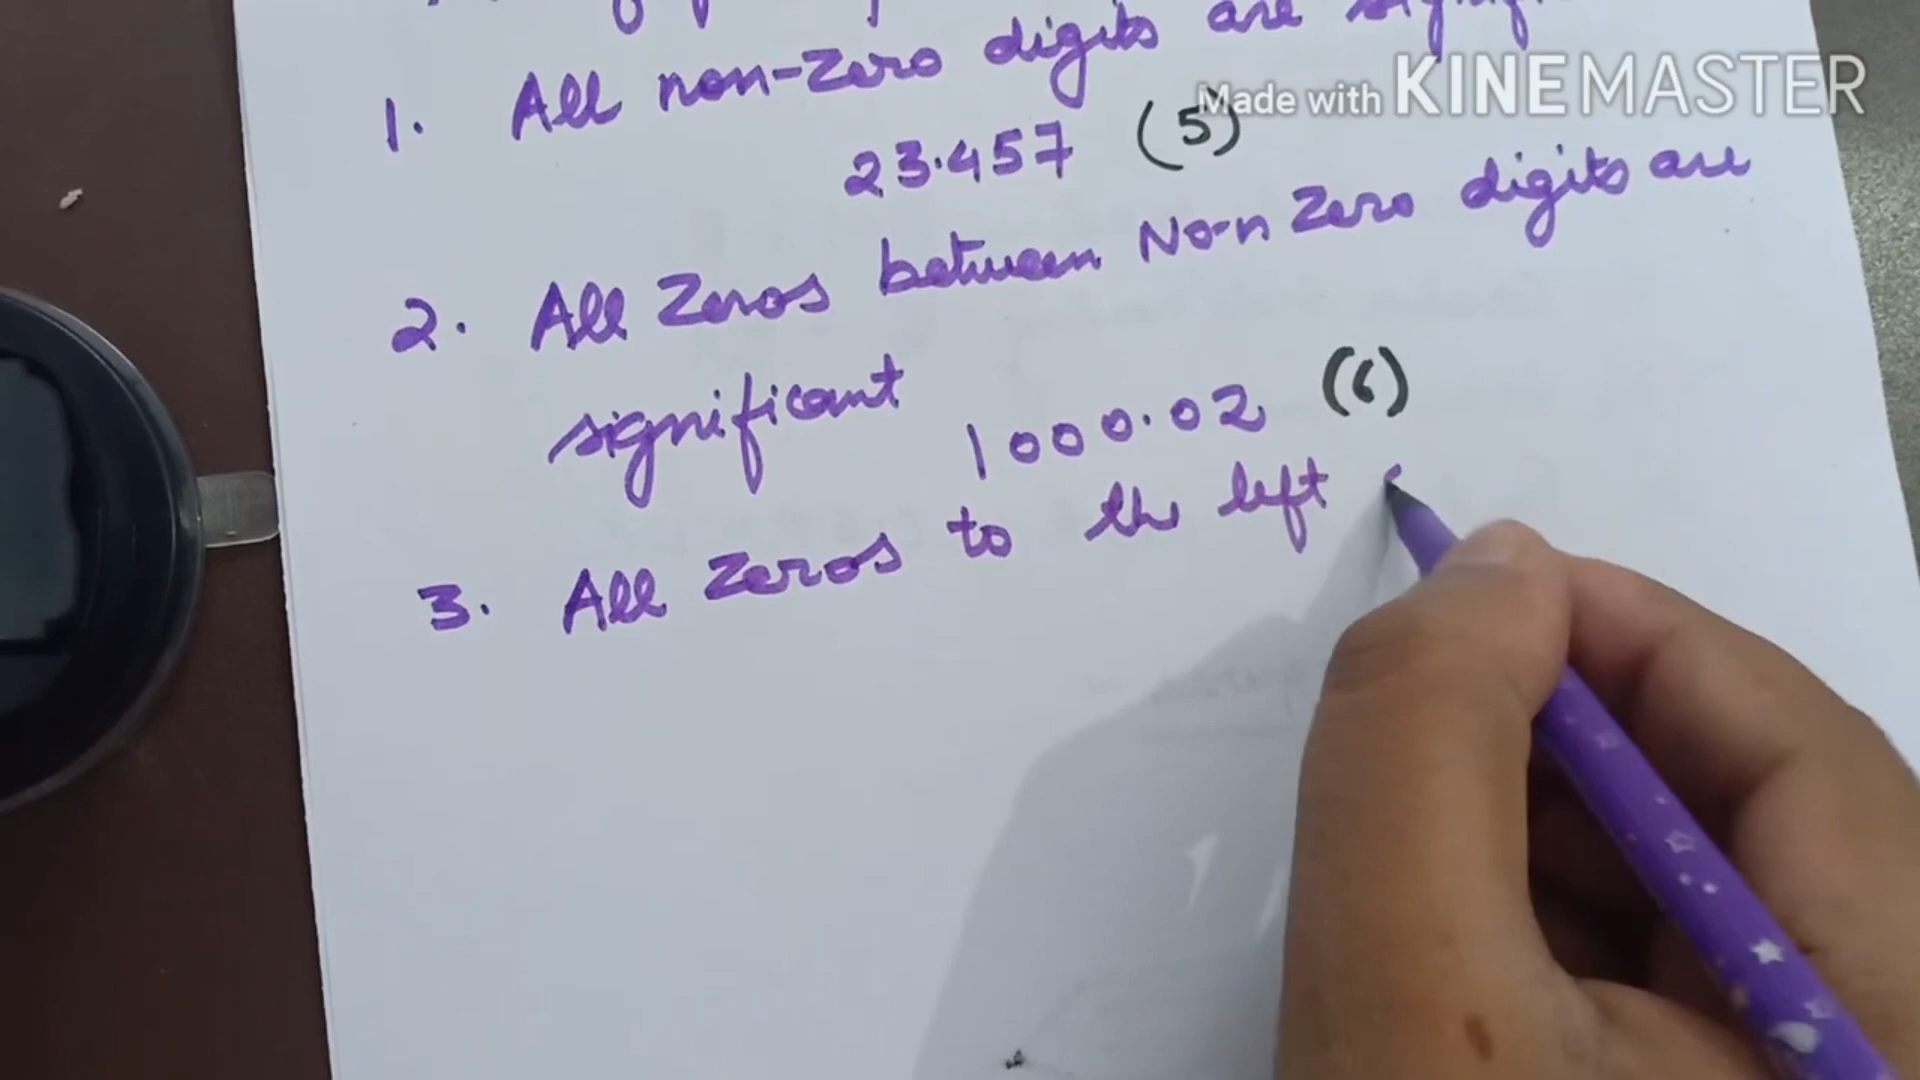 1. All non-zero digits are
Made with KINEMASTER
23.457 (5)
2. All Zeros between Non Zero digits are
significant
1000.02 (6)
3. All Zeros to the left